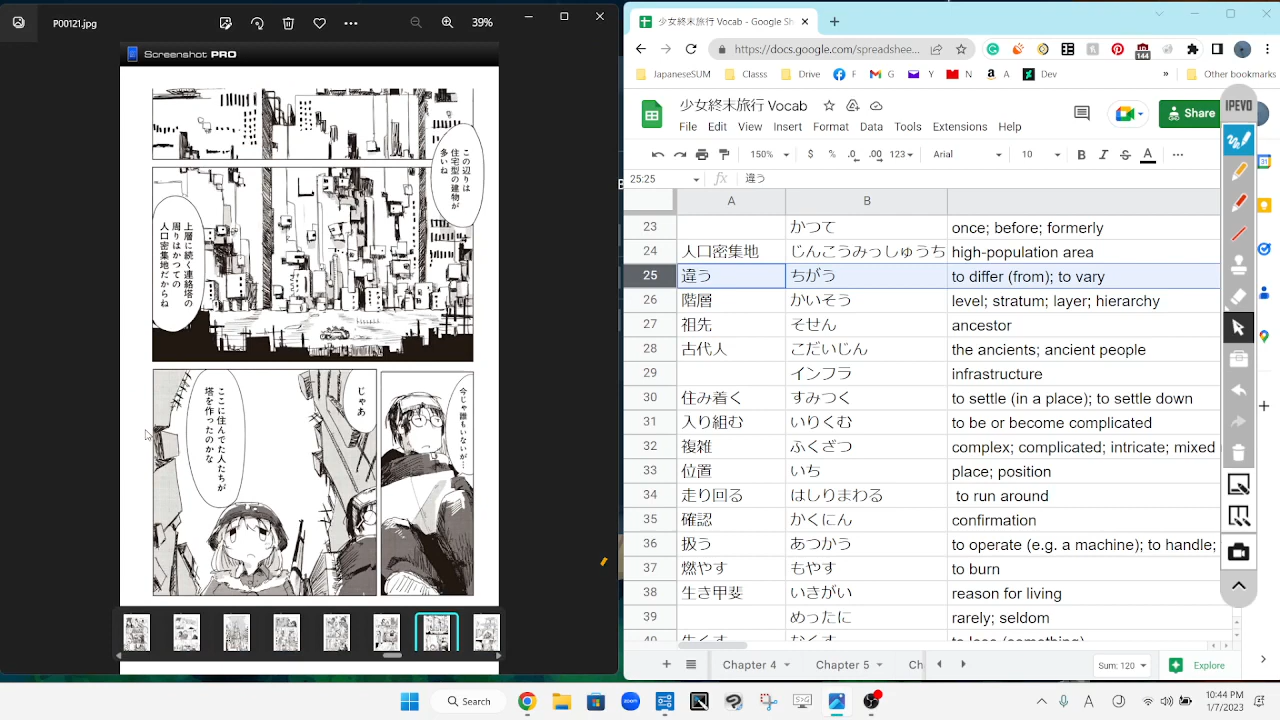 P00121.jpg
39%
Screenshot PRO
この辺りは
住宅型の建物が
多いね
上層に続く連絡塔の
周りはかつての
人口密集地だからね
今じゃ誰もいないが…
じゃあ
ここに住んでた人たちが
塔を作ったのかな
少女終末旅行 Vocab - Google Sh
https://docs.google.com/spreadsheets
144
JapaneseSUM
Classs
Drive
F
G
Y
N
A
Dev
Other bookmarks
少女終末旅行 Vocab
Share
File Edit View Insert Format Data Tools Extensions Help
150%
$ % .0 .00 123
Arial
10
B I S A
25:25
fx 違う
A B
23 かつて once; before; formerly
24 人口密集地 じんこうみっしゅうち high-population area
25 違う ちがう to differ (from); to vary
26 階層 かいそう level; stratum; layer; hierarchy
27 祖先 そせん ancestor
28 古代人 こだいじん the ancients; ancient people
29 インフラ infrastructure
30 住み着く すみつく to settle (in a place); to settle down
31 入り組む いりくむ to be or become complicated
32 複雑 ふくざつ complex; complicated; intricate; mixed
33 位置 いち place; position
34 走り回る はしりまわる to run around
35 確認 かくにん confirmation
36 扱う あつかう to operate (e.g. a machine); to handle;
37 燃やす もやす to burn
38 生き甲斐 いきがい reason for living
39 めったに rarely; seldom
Chapter 4
Chapter 5
Ch
Sum: 120
Explore
IPEVO
31
Search
zoom
10:44 PM
1/7/2023